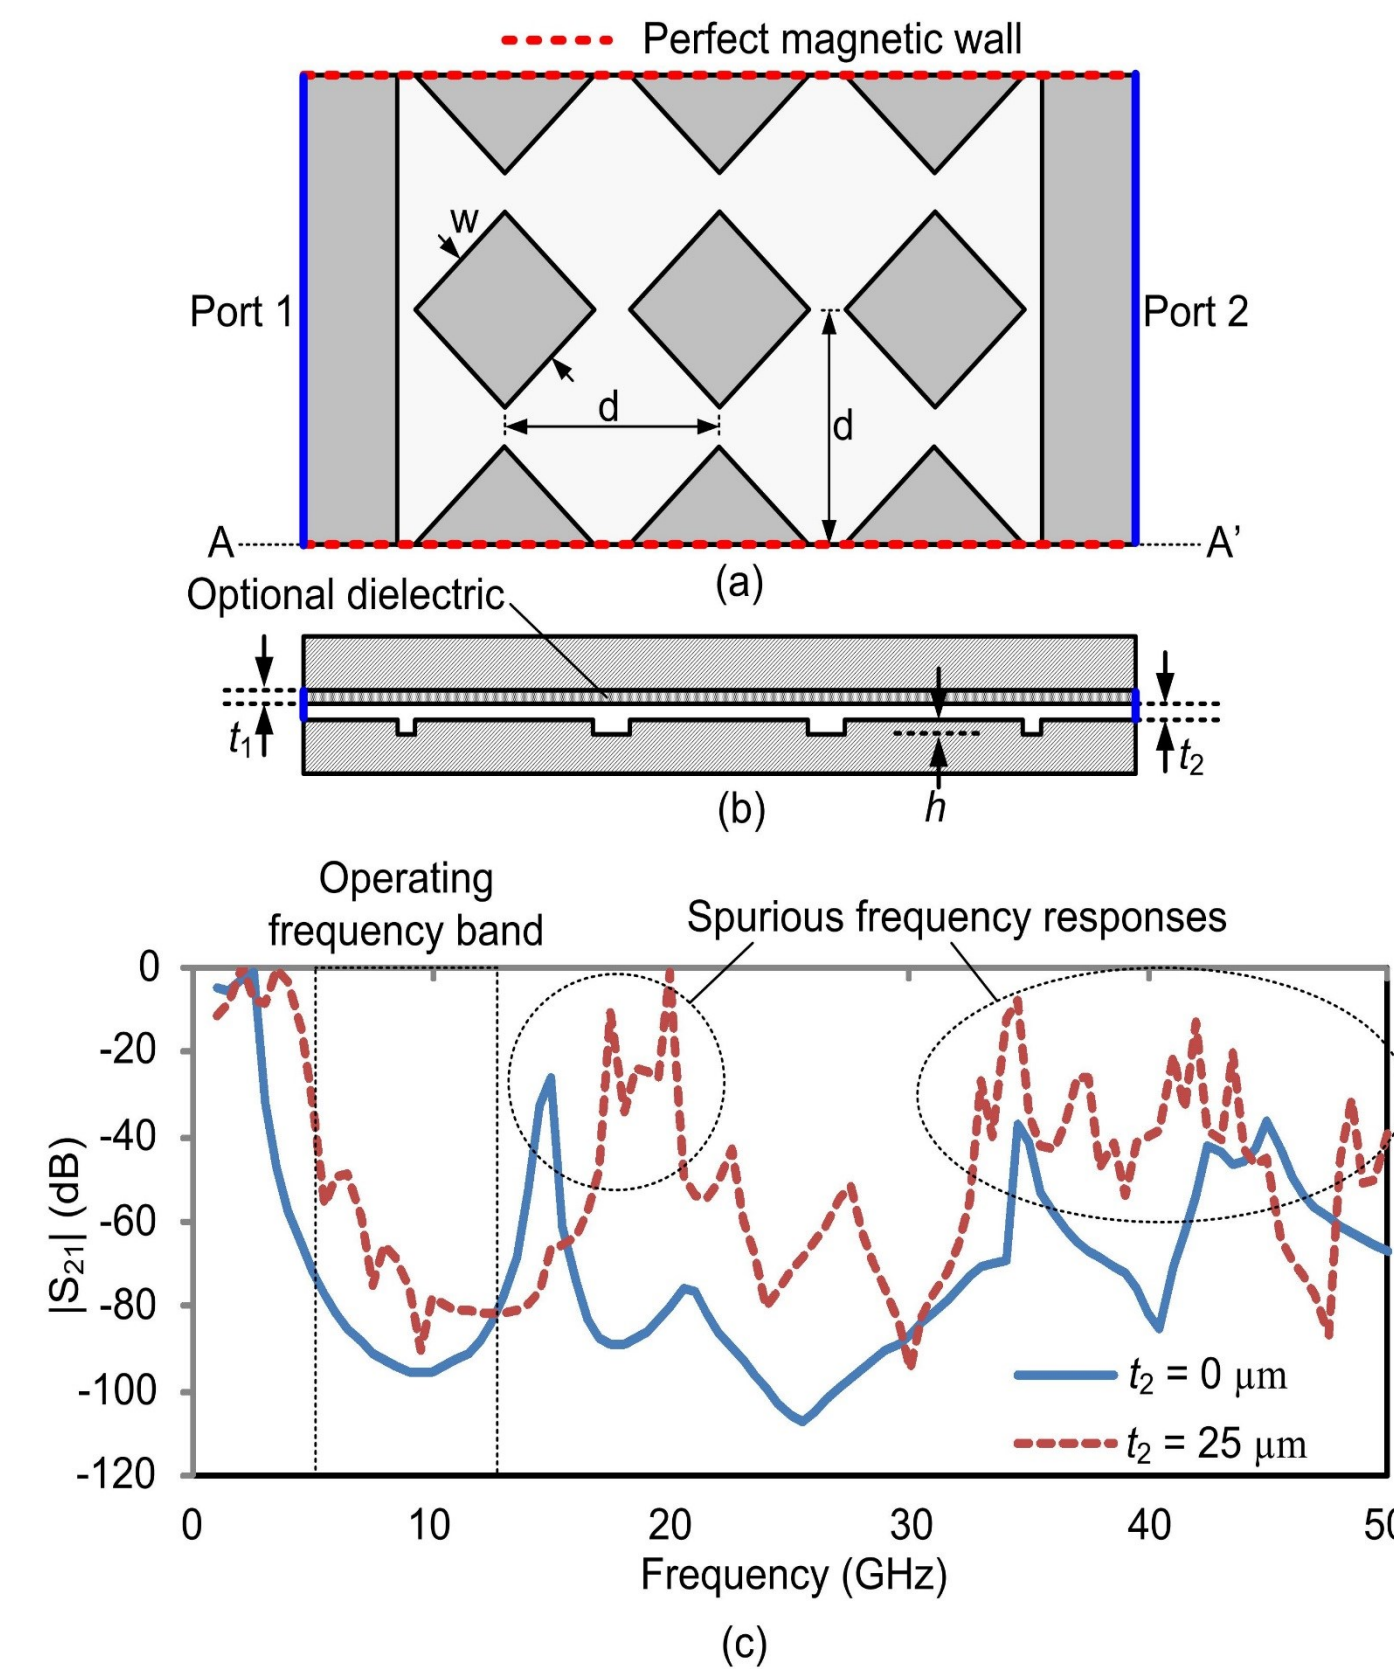 Perfect magnetic wall
w
Port 1
Port 2
d
d
A
A’
(a)
Optional dielectric
t1
t2
h
(b)
Operating
frequency band
Spurious frequency responses
0
-20
-40
-60
-80
-100
-120
|S21| (dB)
t2 = 0 µm
t2 = 25 µm
0 10 20 30 40
Frequency (GHz)
(c)